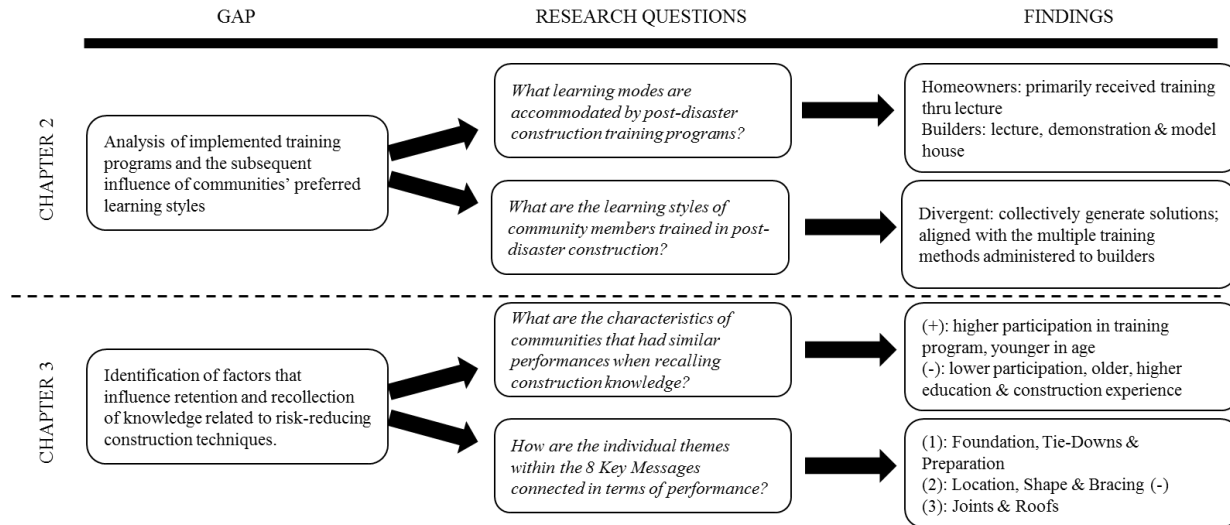 GAP
RESEARCH QUESTIONS
FINDINGS
CHAPTER 2
Analysis of implemented training
programs and the subsequent
influence of communities’ preferred
learning styles
What learning modes are
accommodated by post-disaster
construction training programs?
Homeowners: primarily received training
thru lecture
Builders: lecture, demonstration & model
house
What are the learning styles of
community members trained in post-
disaster construction?
Divergent: collectively generate solutions;
aligned with the multiple training
methods administered to builders
CHAPTER 3
Identification of factors that
influence retention and recollection
of knowledge related to risk-reducing
construction techniques.
What are the characteristics of
communities that had similar
performances when recalling
construction knowledge?
(+): higher participation in training
program, younger in age
(-): lower participation, older, higher
education & construction experience
How are the individual themes
within the 8 Key Messages
connected in terms of performance?
(1): Foundation, Tie-Downs &
Preparation
(2): Location, Shape & Bracing (-)
(3): Joints & Roofs